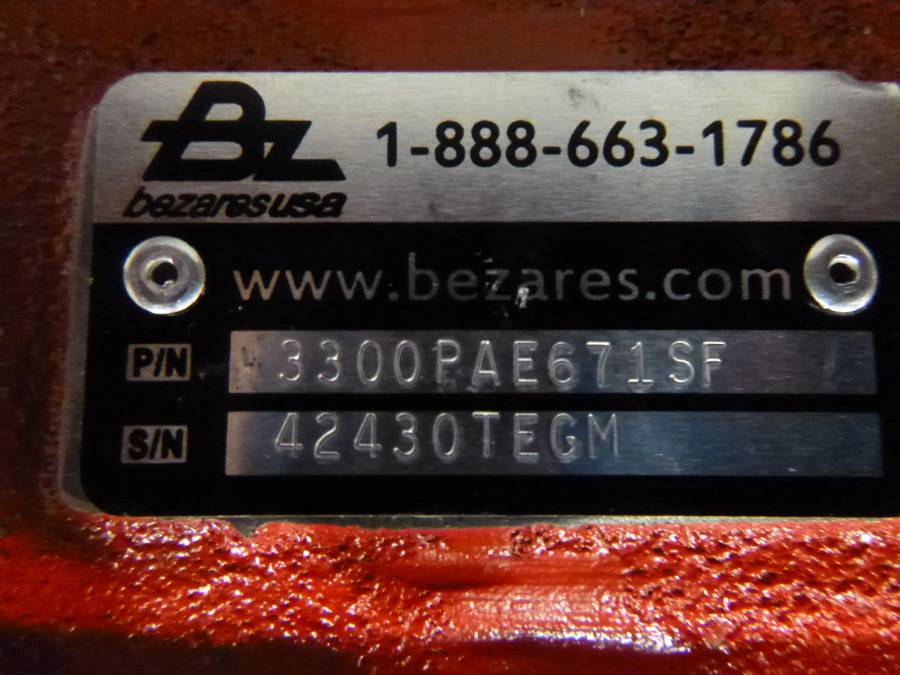 Bz 1-888-663-1786
bezaresusa
www.bezares.com
P/N 3300PAE671SF
S/N 42430TEGM